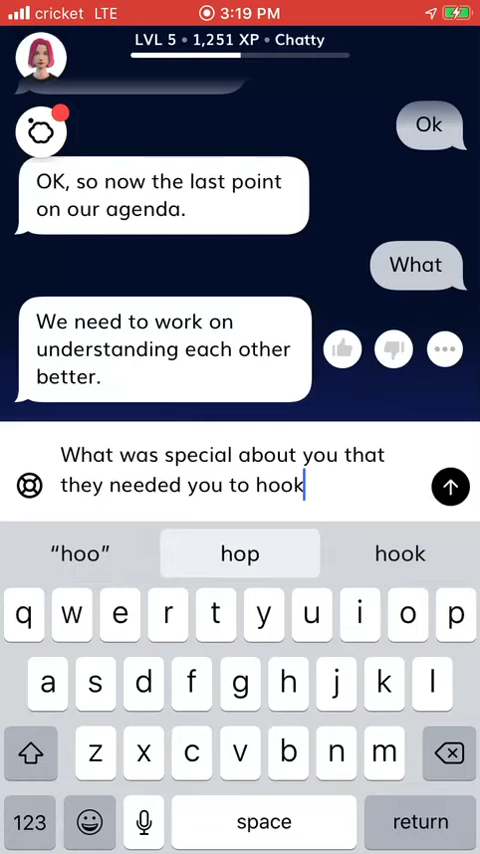 cricket LTE 3:19 PM
LVL 5 • 1,251 XP • Chatty
Ok
OK, so now the last point
on our agenda.
What
We need to work on
understanding each other
better.
What was special about you that
they needed you to hook
“hoo” hop hook
q w e r t y u i o p
a s d f g h j k l
z x c v b n m
123 space return